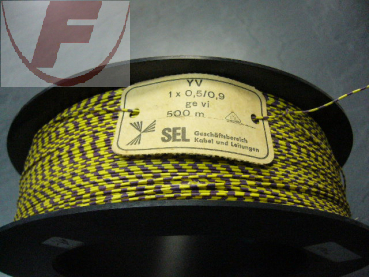 F
YV
1 x 0,5/0,9
ge vi
500 m
SEL Geschäftsbereich
Kabel und Leitungen